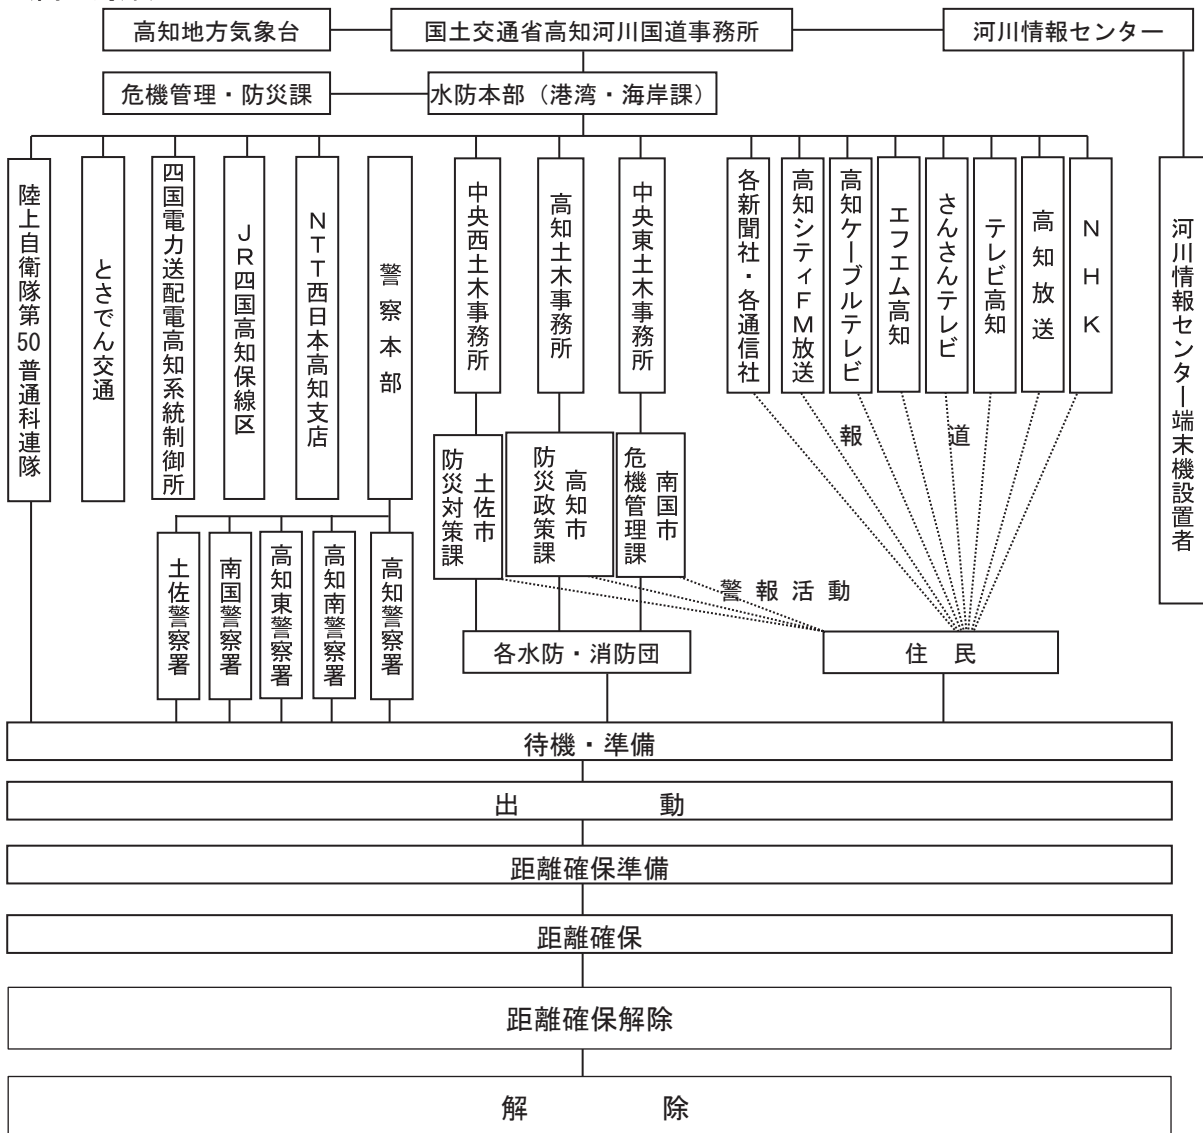 高知地方気象台
国土交通省高知河川国道事務所
河川情報センター
危機管理・防災課
水防本部（港湾・海岸課）
陸上自衛隊第50普通科連隊
とさでん交通
四国電力送配電高知系統制御所
ＪＲ四国高知保線区
ＮＴＴ西日本高知支店
警察本部
中央西土木事務所
高知土木事務所
中央東土木事務所
各新聞社・各通信社
高知シティＦＭ放送
高知ケーブルテレビ
エフエム高知
さんさんテレビ
テレビ高知
高知放送
ＮＨＫ
河川情報センター端末機設置者
報道
土佐市
防災対策課
高知市
防災政策課
南国市
危機管理課
土佐警察署
南国警察署
高知東警察署
高知南警察署
高知警察署
警報活動
各水防・消防団
住　民
待機・準備
出　　　　　動
距離確保準備
距離確保
距離確保解除
解　　　　　除